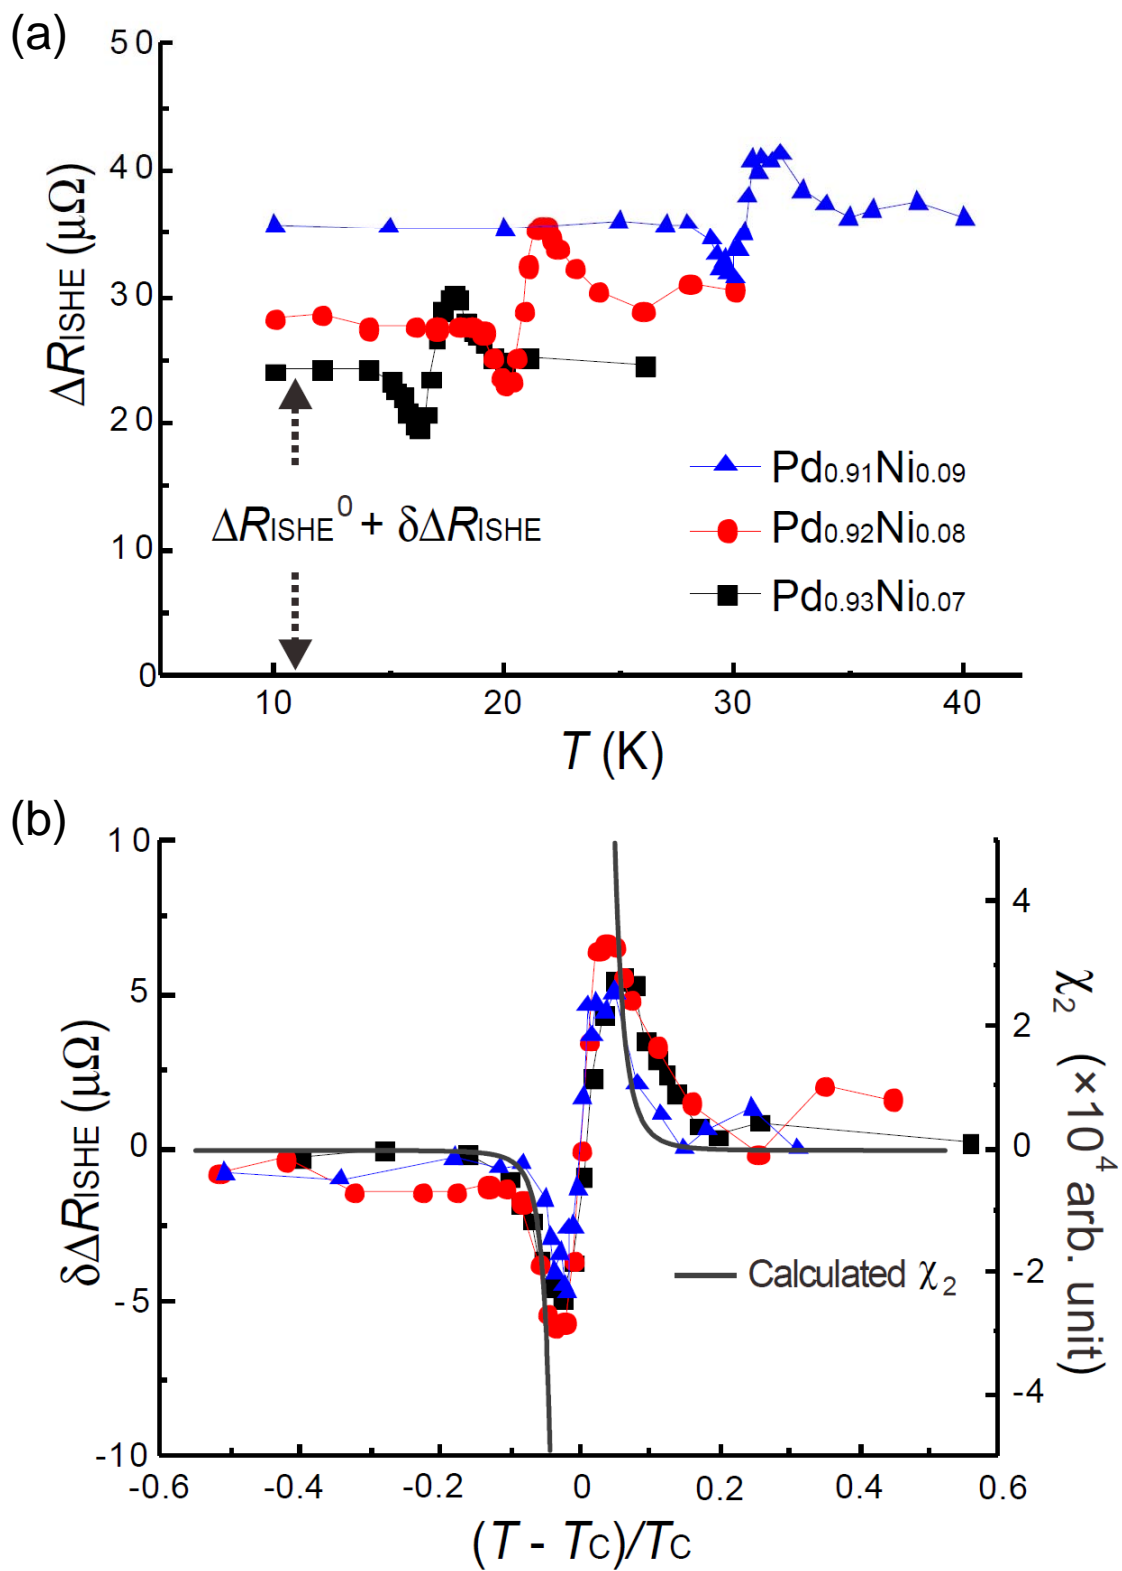 (a)
50
40
30
20
10
0
ΔRISHE (μΩ)
Pd0.91Ni0.09
Pd0.92Ni0.08
Pd0.93Ni0.07
ΔRISHE⁰ + δΔRISHE
10 20 30 40
T (K)
(b)
10
5
0
-5
-10
δΔRISHE (μΩ)
4
2
0
-2
-4
χ₂ (×10⁴ arb. unit)
Calculated χ₂
-0.6 -0.4 -0.2 0 0.2 0.4 0.6
(T - TC)/TC